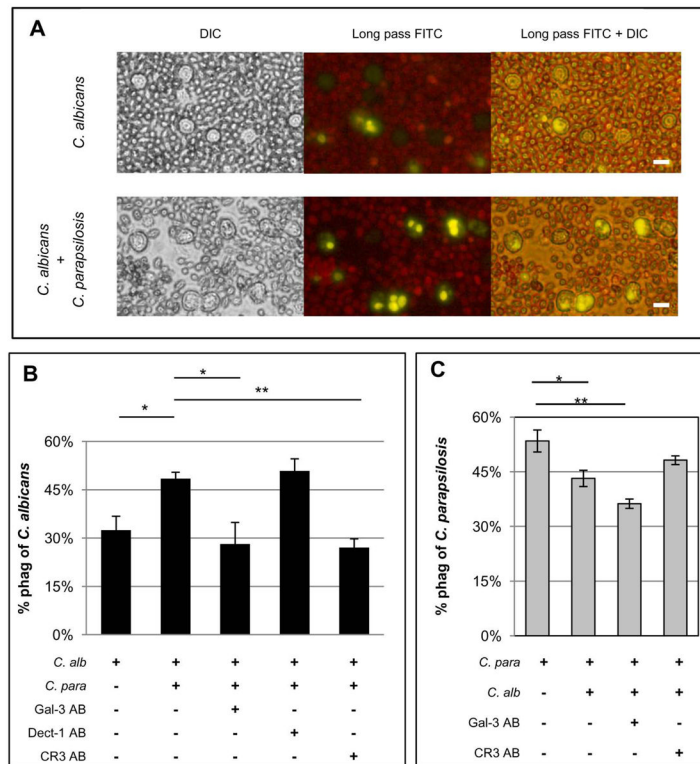 A
DIC Long pass FITC Long pass FITC + DIC
C. albicans
C. albicans
+
C. parapsilosis
B
* 
**
*
60%
45%
30%
15%
0%
% phag of C. albicans
C. alb + + + + +
C. para - + + + +
Gal-3 AB - - + - -
Dect-1 AB - - - + -
CR3 AB - - - - +
C
*
**
60%
45%
30%
15%
0%
% phag of C. parapsilosis
C. para + + + +
C. alb - + + +
Gal-3 AB - - + -
CR3 AB - - - +